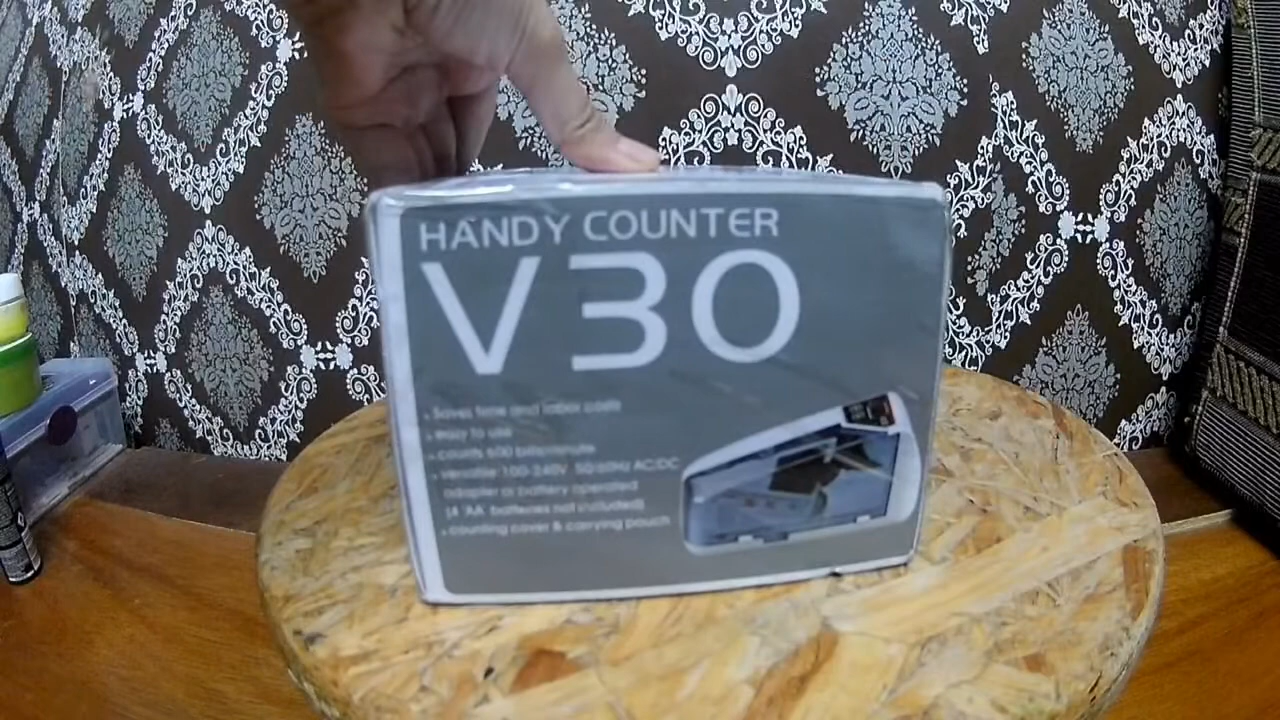 HANDY COUNTER
V30
• Saves time and labor costs
• easy to use
• counts 600 bills/minute
• versatile 100-240V 50/60Hz AC/DC
adapter or battery operated
(4 'AA' batteries not included)
• counting cover & carrying pouch